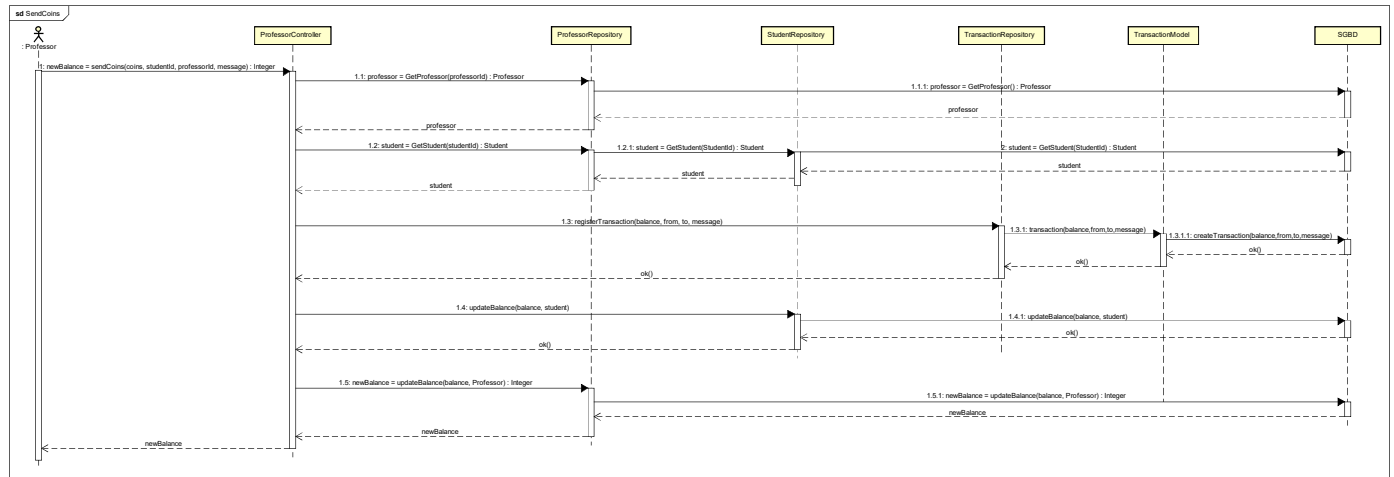 sd SendCoins
: Professor
ProfessorController
ProfessorRepository
StudentRepository
TransactionRepository
TransactionModel
SGBD
1: newBalance = sendCoins(coins, studentId, professorId, message) : Integer
1.1: professor = GetProfessor(professorId) : Professor
1.1.1: professor = GetProfessor() : Professor
professor
professor
1.2: student = GetStudent(studentId) : Student
1.2.1: student = GetStudent(StudentId) : Student
2: student = GetStudent(StudentId) : Student
student
student
student
1.3: registerTransaction(balance, from, to, message)
1.3.1: transaction(balance,from,to,message)
1.3.1.1: createTransaction(balance,from,to,message)
ok()
ok()
ok()
1.4: updateBalance(balance, student)
1.4.1: updateBalance(balance, student)
ok()
ok()
1.5: newBalance = updateBalance(balance, Professor) : Integer
1.5.1: newBalance = updateBalance(balance, Professor) : Integer
newBalance
newBalance
newBalance